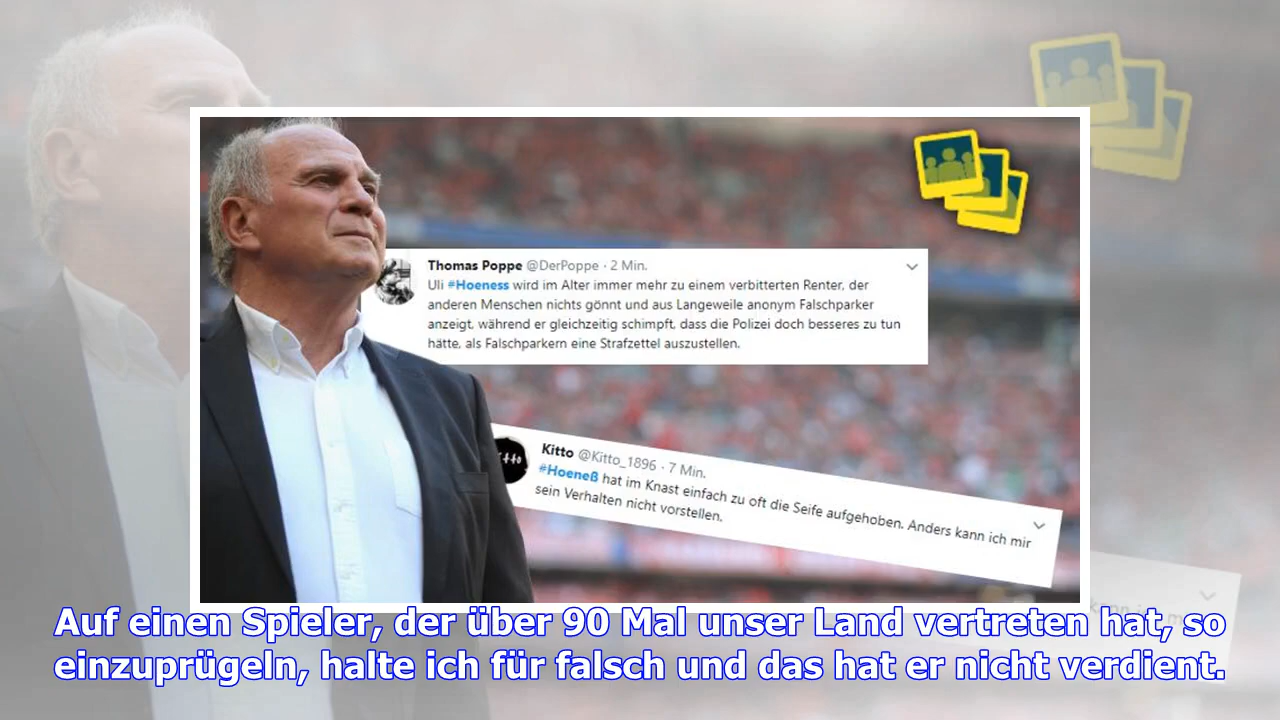 Thomas Poppe @DerPoppe · 2 Min.
Uli #Hoeness wird im Alter immer mehr zu einem verbitterten Renter, der
anderen Menschen nichts gönnt und aus Langeweile anonym Falschparker
anzeigt, während er gleichzeitig schimpft, dass die Polizei doch besseres zu tun
hätte, als Falschparkern eine Strafzettel auszustellen.
Kitto @Kitto_1896 · 7 Min.
#Hoeneß hat im Knast einfach zu oft die Seife aufgehoben. Anders kann ich mir
sein Verhalten nicht vorstellen.
Auf einen Spieler, der über 90 Mal unser Land vertreten hat, so
einzuprügeln, halte ich für falsch und das hat er nicht verdient.